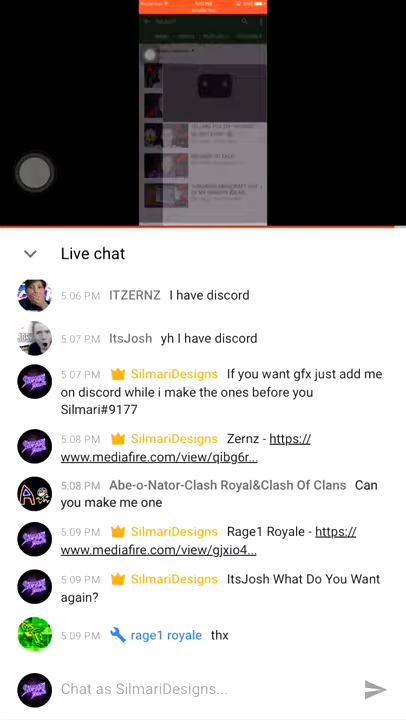 Live chat
5:06 PM ITZERNZ I have discord
5:07 PM ItsJosh yh I have discord
5:07 PM SilmariDesigns If you want gfx just add me
on discord while i make the ones before you
Silmari#9177
5:08 PM SilmariDesigns Zernz - https://
www.mediafire.com/view/qibg6r...
5:08 PM Abe-o-Nator-Clash Royal&Clash Of Clans Can
you make me one
5:09 PM SilmariDesigns Rage1 Royale - https://
www.mediafire.com/view/gjxio4...
5:09 PM SilmariDesigns ItsJosh What Do You Want
again?
5:09 PM rage1 royale thx
Chat as SilmariDesigns...